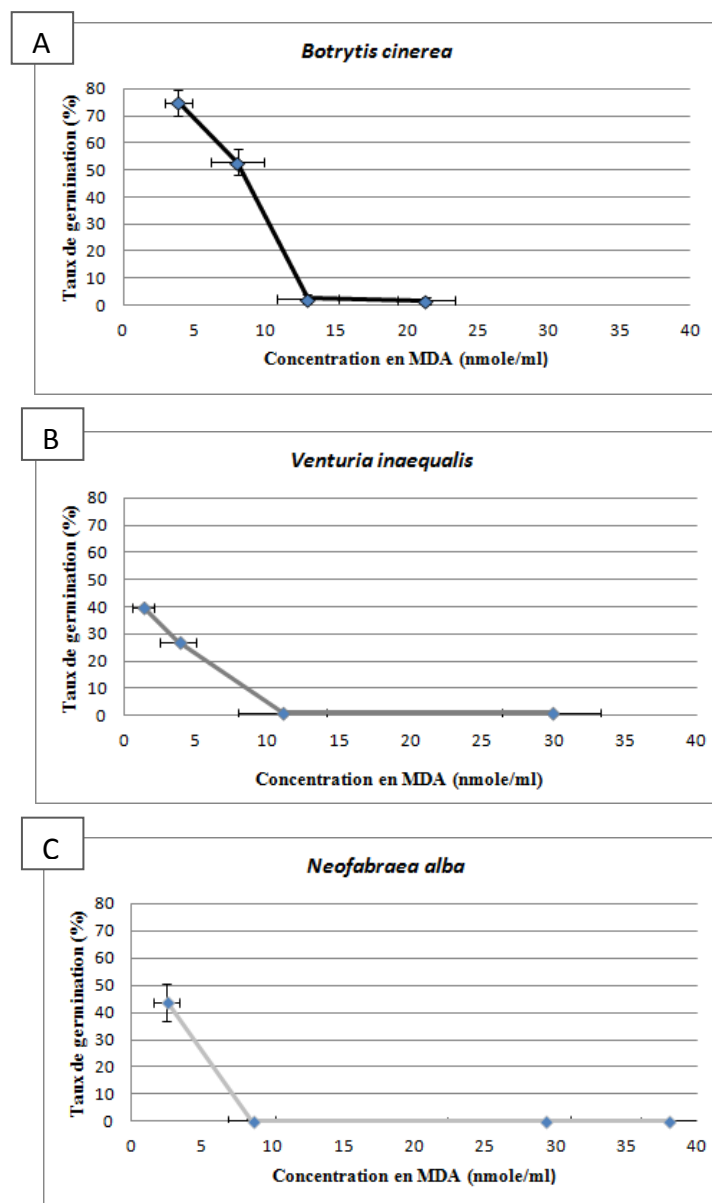 A
Botrytis cinerea
Taux de germination (%)
80
70
60
50
40
30
20
10
0
0 5 10 15 20 25 30 35 40
Concentration en MDA (nmole/ml)
B
Venturia inaequalis
Taux de germination (%)
80
70
60
50
40
30
20
10
0
0 5 10 15 20 25 30 35 40
Concentration en MDA (nmole/ml)
C
Neofabraea alba
Taux de germination (%)
80
70
60
50
40
30
20
10
0
0 5 10 15 20 25 30 35 40
Concentration en MDA (nmole/ml)